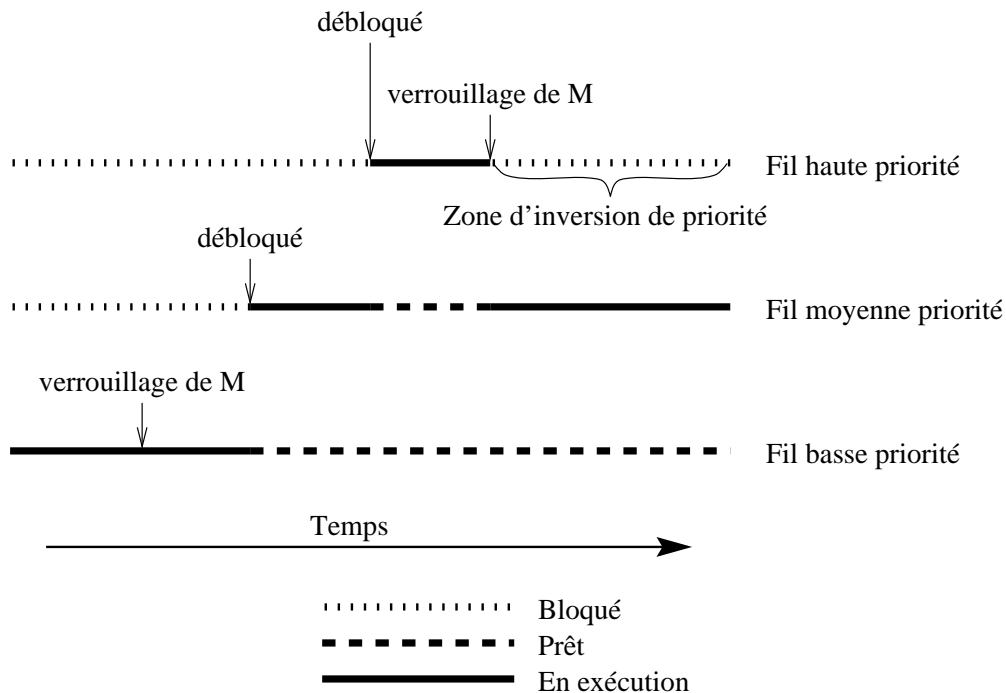 débloqué
verrouillage de M
Fil haute priorité
Zone d'inversion de priorité
débloqué
Fil moyenne priorité
verrouillage de M
Fil basse priorité
Temps
Bloqué
Prêt
En exécution